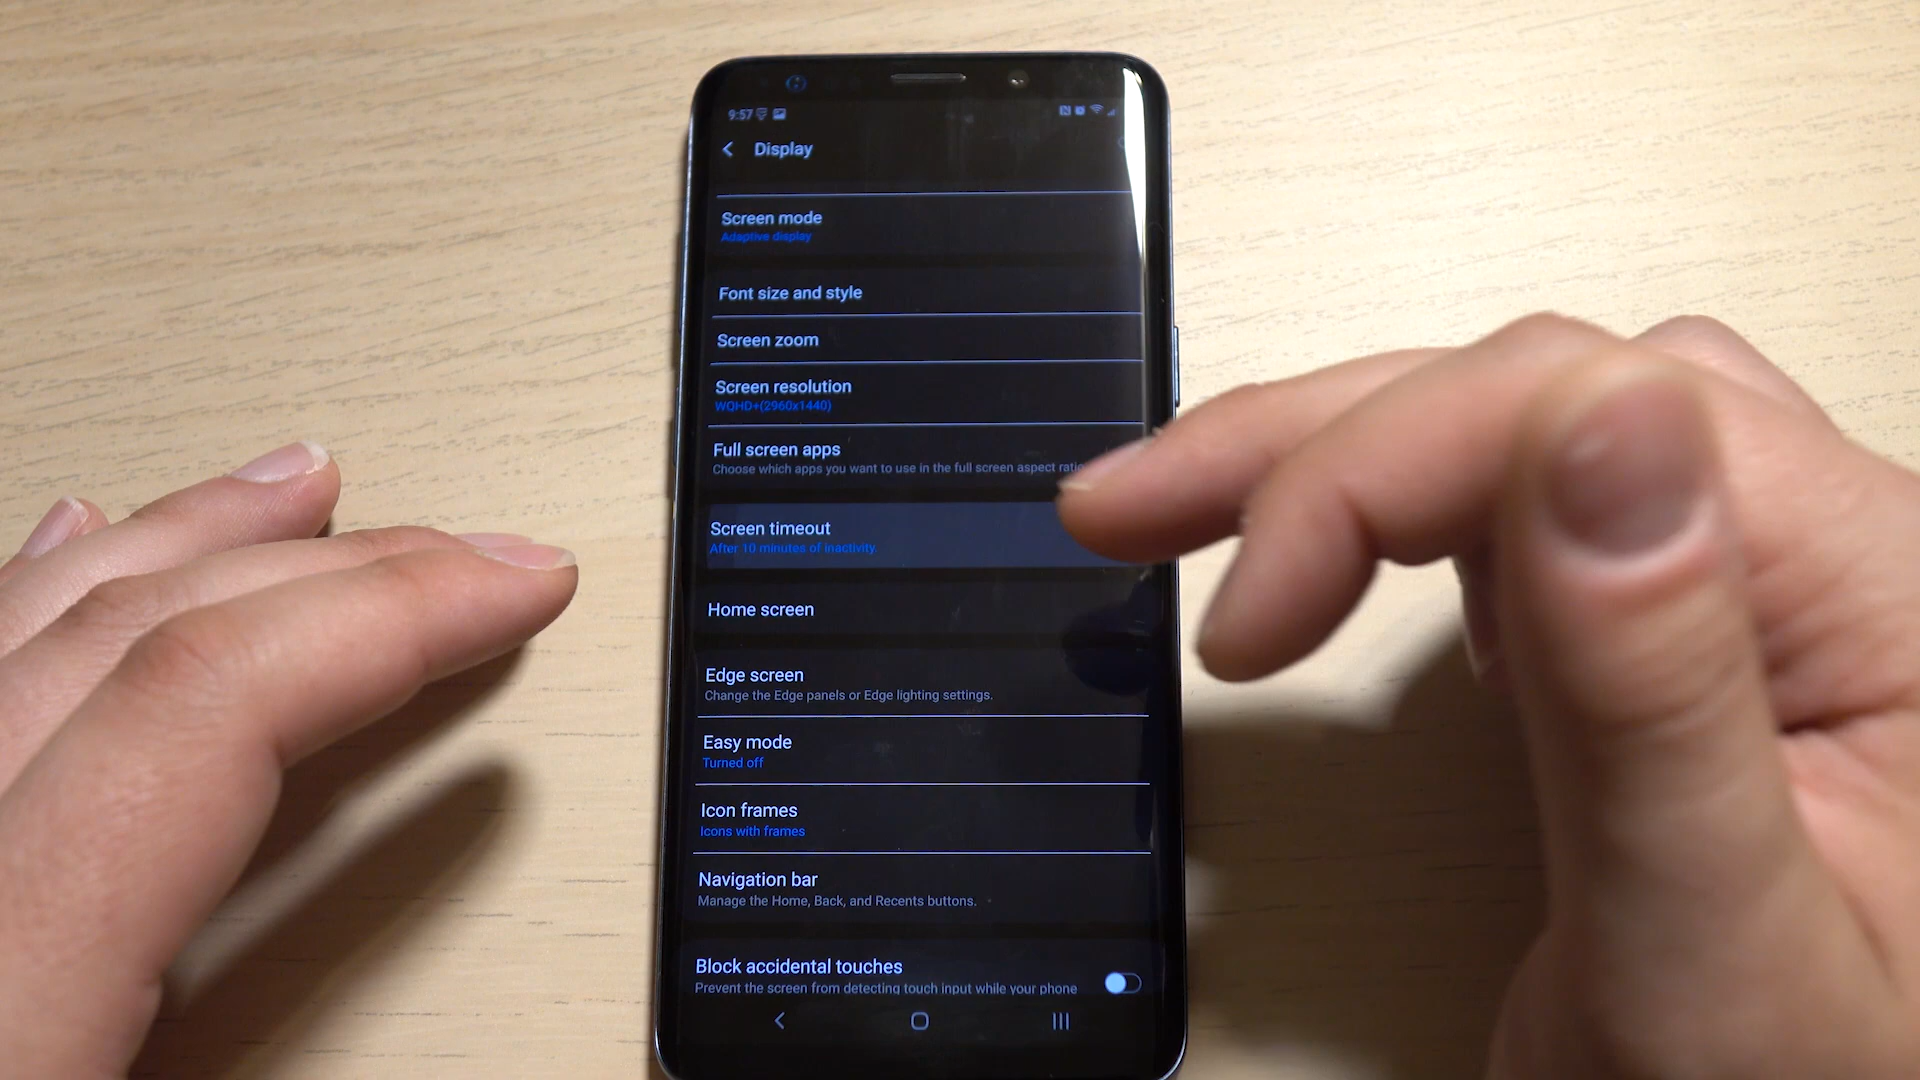 9:57
Display
Screen mode
Adaptive display
Font size and style
Screen zoom
Screen resolution
WQHD+(2960x1440)
Full screen apps
Choose which apps you want to use in the full screen aspect ratio
Screen timeout
After 10 minutes of inactivity.
Home screen
Edge screen
Change the Edge panels or Edge lighting settings.
Easy mode
Turned off
Icon frames
Icons with frames
Navigation bar
Manage the Home, Back, and Recents buttons.
Block accidental touches
Prevent the screen from detecting touch input while your phone